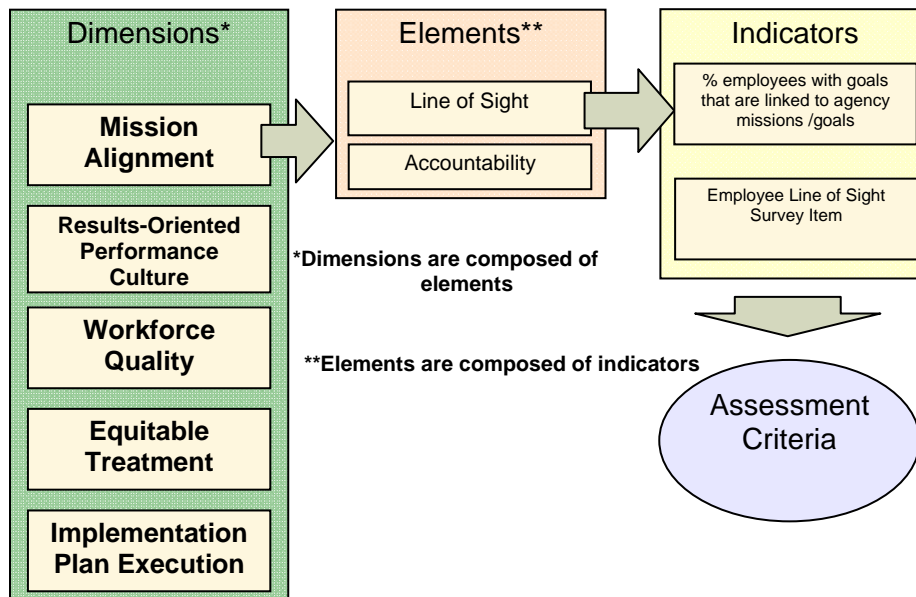 Dimensions*
Mission
Alignment
Results-Oriented
Performance
Culture
Workforce
Quality
Equitable
Treatment
Implementation
Plan Execution
Elements**
Line of Sight
Accountability
*Dimensions are composed of
elements
**Elements are composed of indicators
Indicators
% employees with goals
that are linked to agency
missions /goals
Employee Line of Sight
Survey Item
Assessment
Criteria